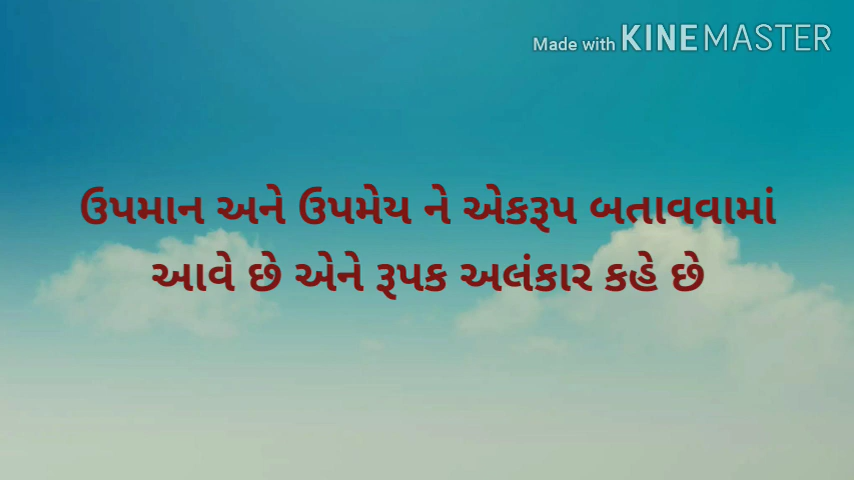 Made with KINEMASTER
ઉપમાન અને ઉપમેય ને એકરૂપ બતાવવામાં
આવે છે એને રૂપક અલંકાર કહે છે